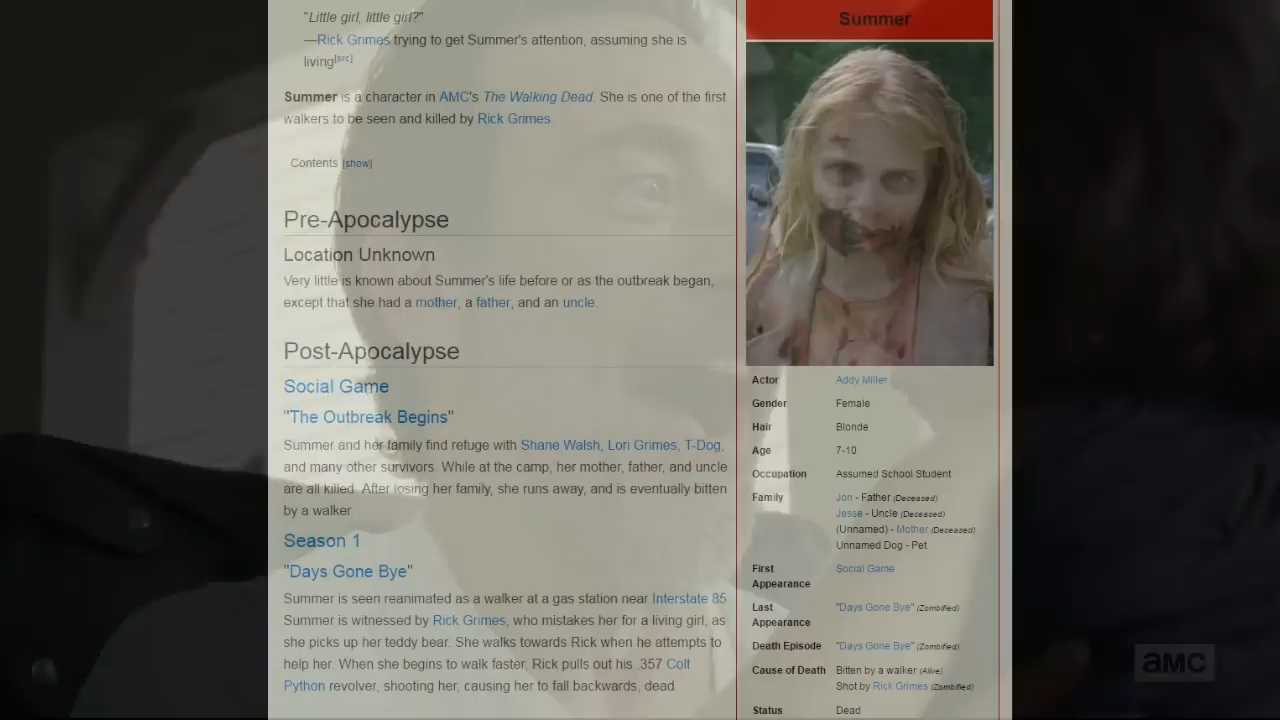 "Little girl, little girl?"
—Rick Grimes trying to get Summer's attention, assuming she is
living[src]
Summer is a character in AMC's The Walking Dead. She is one of the first
walkers to be seen and killed by Rick Grimes.
Contents [show]
Pre-Apocalypse
Location Unknown
Very little is known about Summer's life before or as the outbreak began,
except that she had a mother, a father, and an uncle.
Post-Apocalypse
Social Game
"The Outbreak Begins"
Summer and her family find refuge with Shane Walsh, Lori Grimes, T-Dog,
and many other survivors. While at the camp, her mother, father, and uncle
are all killed. After losing her family, she runs away, and is eventually bitten
by a walker.
Season 1
"Days Gone Bye"
Summer is seen reanimated as a walker at a gas station near Interstate 85
Summer is witnessed by Rick Grimes, who mistakes her for a living girl, as
she picks up her teddy bear. She walks towards Rick when he attempts to
help her. When she begins to walk faster, Rick pulls out his .357 Colt
Python revolver, shooting her, causing her to fall backwards, dead.
Summer
Actor Addy Miller
Gender Female
Hair Blonde
Age 7-10
Occupation Assumed School Student
Family Jon - Father (Deceased)
Jesse - Uncle (Deceased)
(Unnamed) - Mother (Deceased)
Unnamed Dog - Pet
First Social Game
Appearance
Last "Days Gone Bye" (Zombified)
Appearance
Death Episode "Days Gone Bye" (Zombified)
Cause of Death Bitten by a walker (Alive)
Shot by Rick Grimes (Zombified)
Status Dead
amc